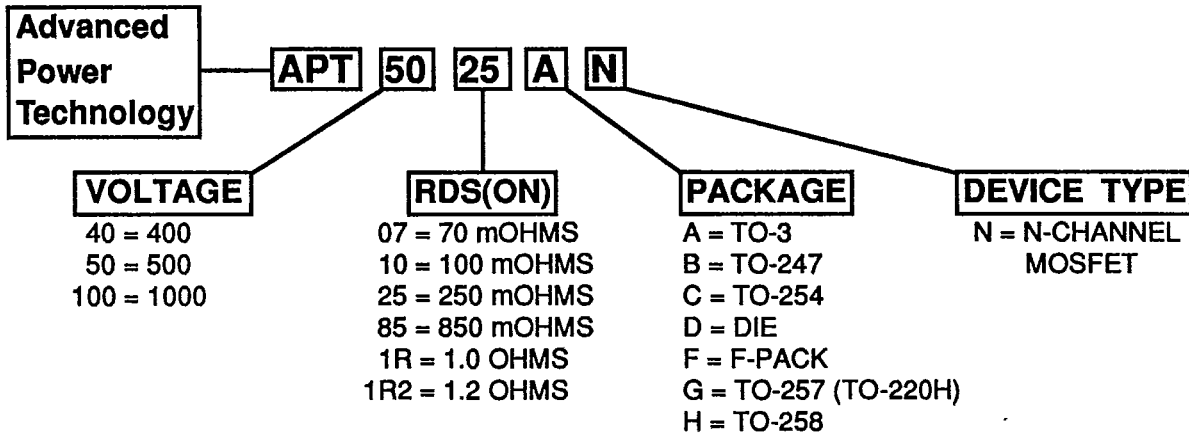 Advanced
Power
Technology
APT 50 25 A N
VOLTAGE
40 = 400
50 = 500
100 = 1000
RDS(ON)
07 = 70 mOHMS
10 = 100 mOHMS
25 = 250 mOHMS
85 = 850 mOHMS
1R = 1.0 OHMS
1R2 = 1.2 OHMS
PACKAGE
A = TO-3
B = TO-247
C = TO-254
D = DIE
F = F-PACK
G = TO-257 (TO-220H)
H = TO-258
DEVICE TYPE
N = N-CHANNEL
MOSFET